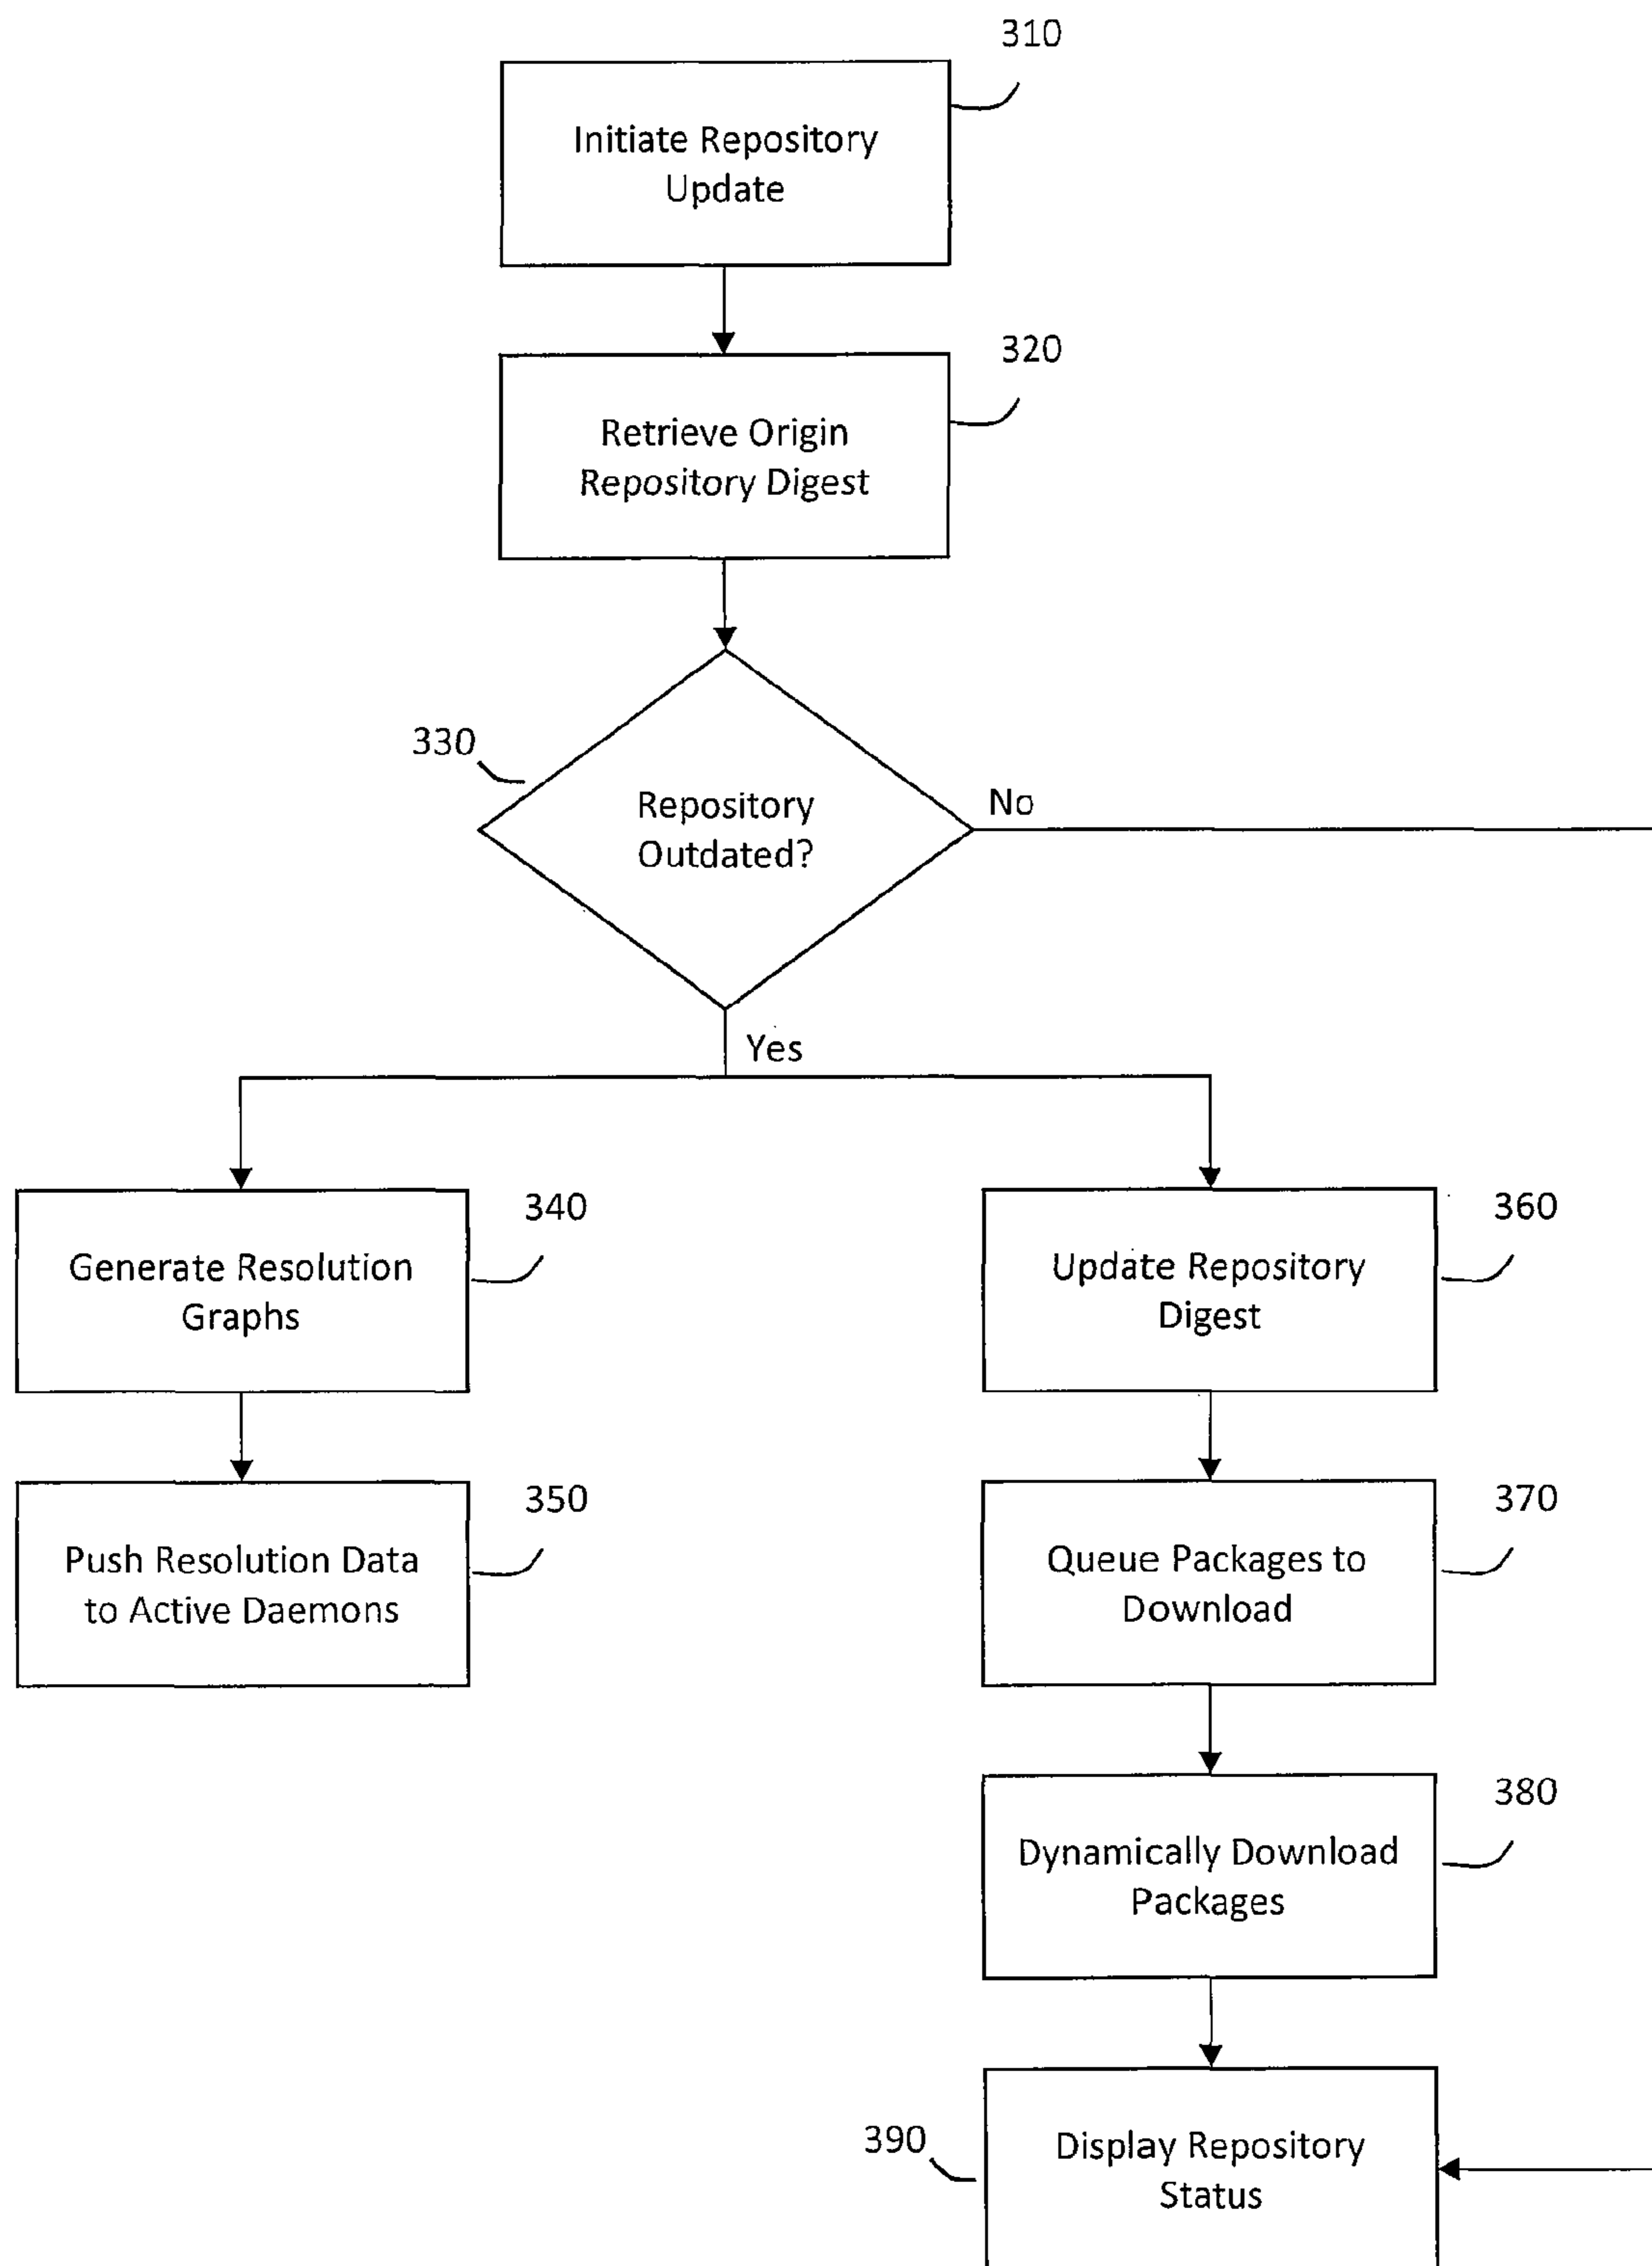 310
Initiate Repository
Update
320
Retrieve Origin
Repository Digest
330
Repository
Outdated?
No
Yes
340
Generate Resolution
Graphs
360
Update Repository
Digest
350
Push Resolution Data
to Active Daemons
370
Queue Packages to
Download
380
Dynamically Download
Packages
390
Display Repository
Status